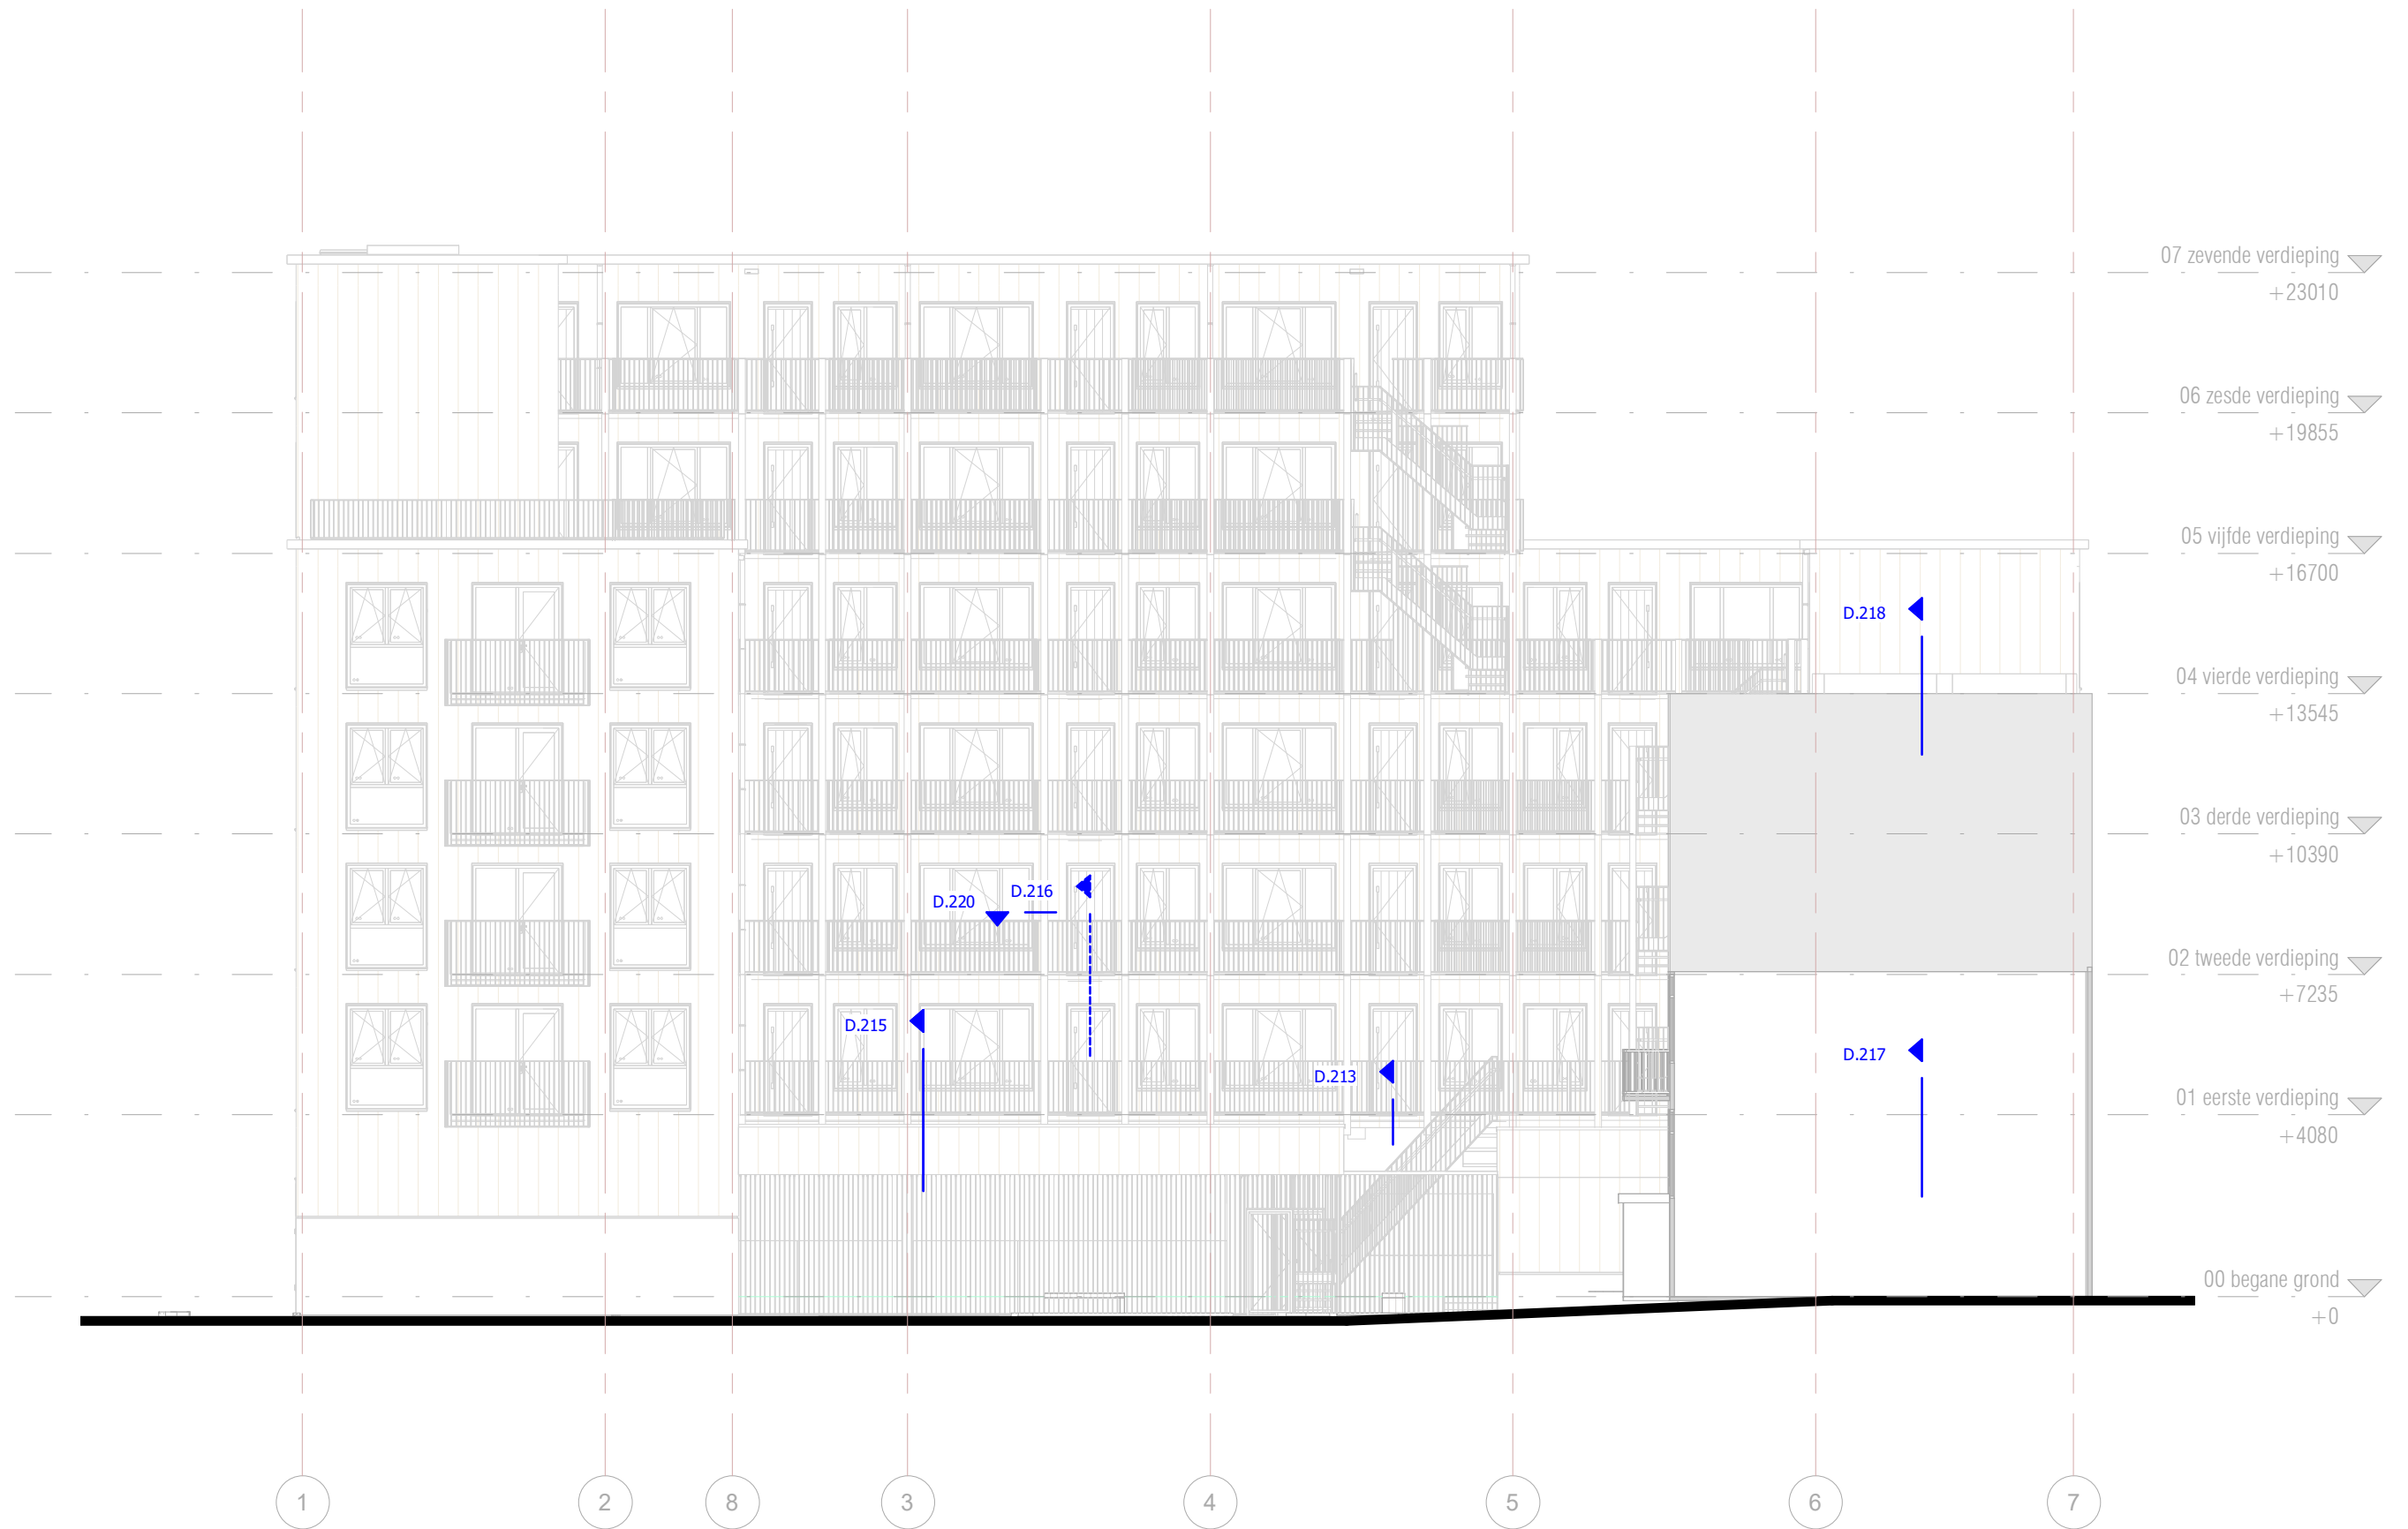 07 zevende verdieping
+23010
06 zesde verdieping
+19855
05 vijfde verdieping
+16700
D.218
04 vierde verdieping
+13545
03 derde verdieping
+10390
D.220
D.216
02 tweede verdieping
+7235
D.215
D.217
D.213
01 eerste verdieping
+4080
00 begane grond
+0
1
2
8
3
4
5
6
7